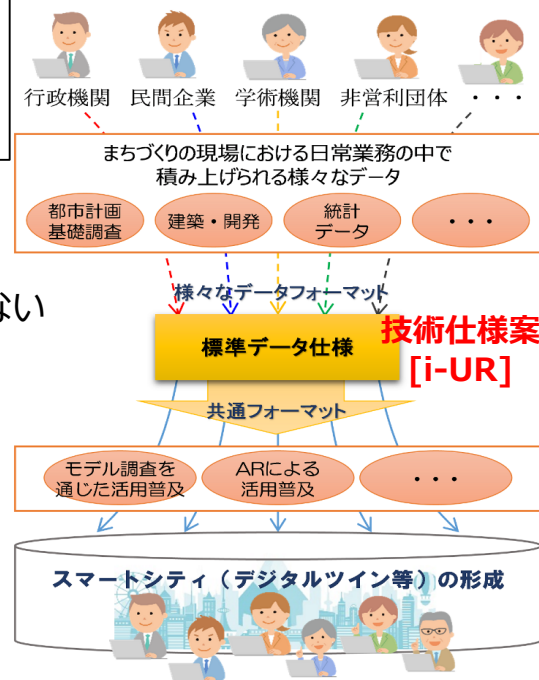 行政機関
民間企業
学術機関
非営利団体
・・・
まちづくりの現場における日常業務の中で
積み上げられる様々なデータ
都市計画
基礎調査
建築・開発
統計
データ
・・・
様々なデータフォーマット
ない
標準データ仕様
技術仕様案
[i-UR]
共通フォーマット
モデル調査を
通じた活用普及
ARによる
活用普及
・・・
スマートシティ（デジタルツイン等）の形成